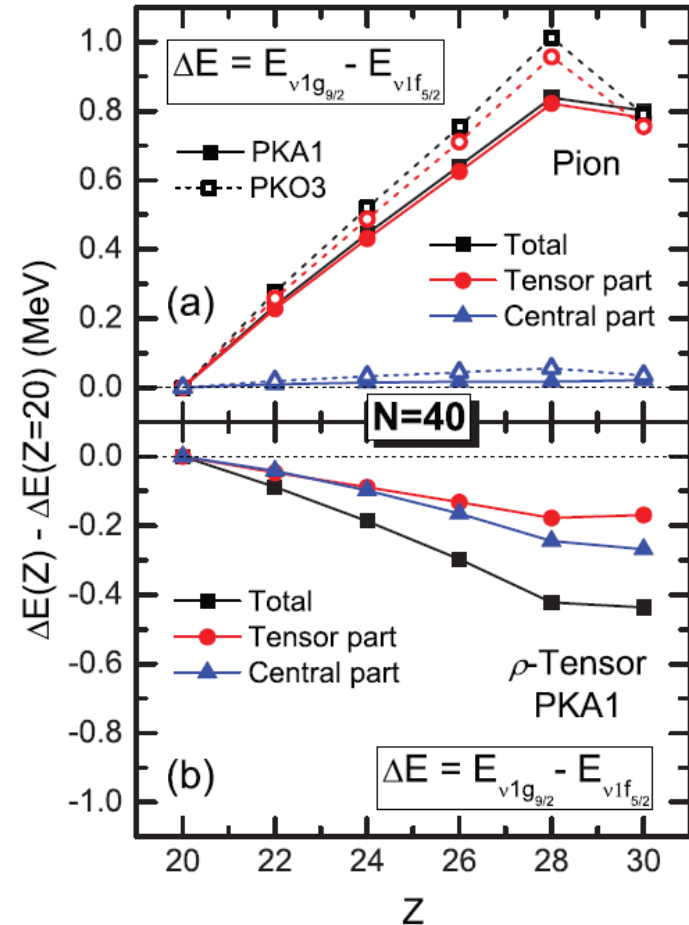 1.0
0.8
0.6
0.4
0.2
0.0
ΔE = E_ν1g9/2 - E_ν1f5/2
PKA1
PKO3
Pion
Total
Tensor part
Central part
(a)
N=40
ΔE(Z) - ΔE(Z=20) (MeV)
0.0
-0.2
-0.4
-0.6
-0.8
-1.0
Total
Tensor part
Central part
ρ-Tensor
PKA1
(b)
ΔE = E_ν1g9/2 - E_ν1f5/2
20 22 24 26 28 30
Z